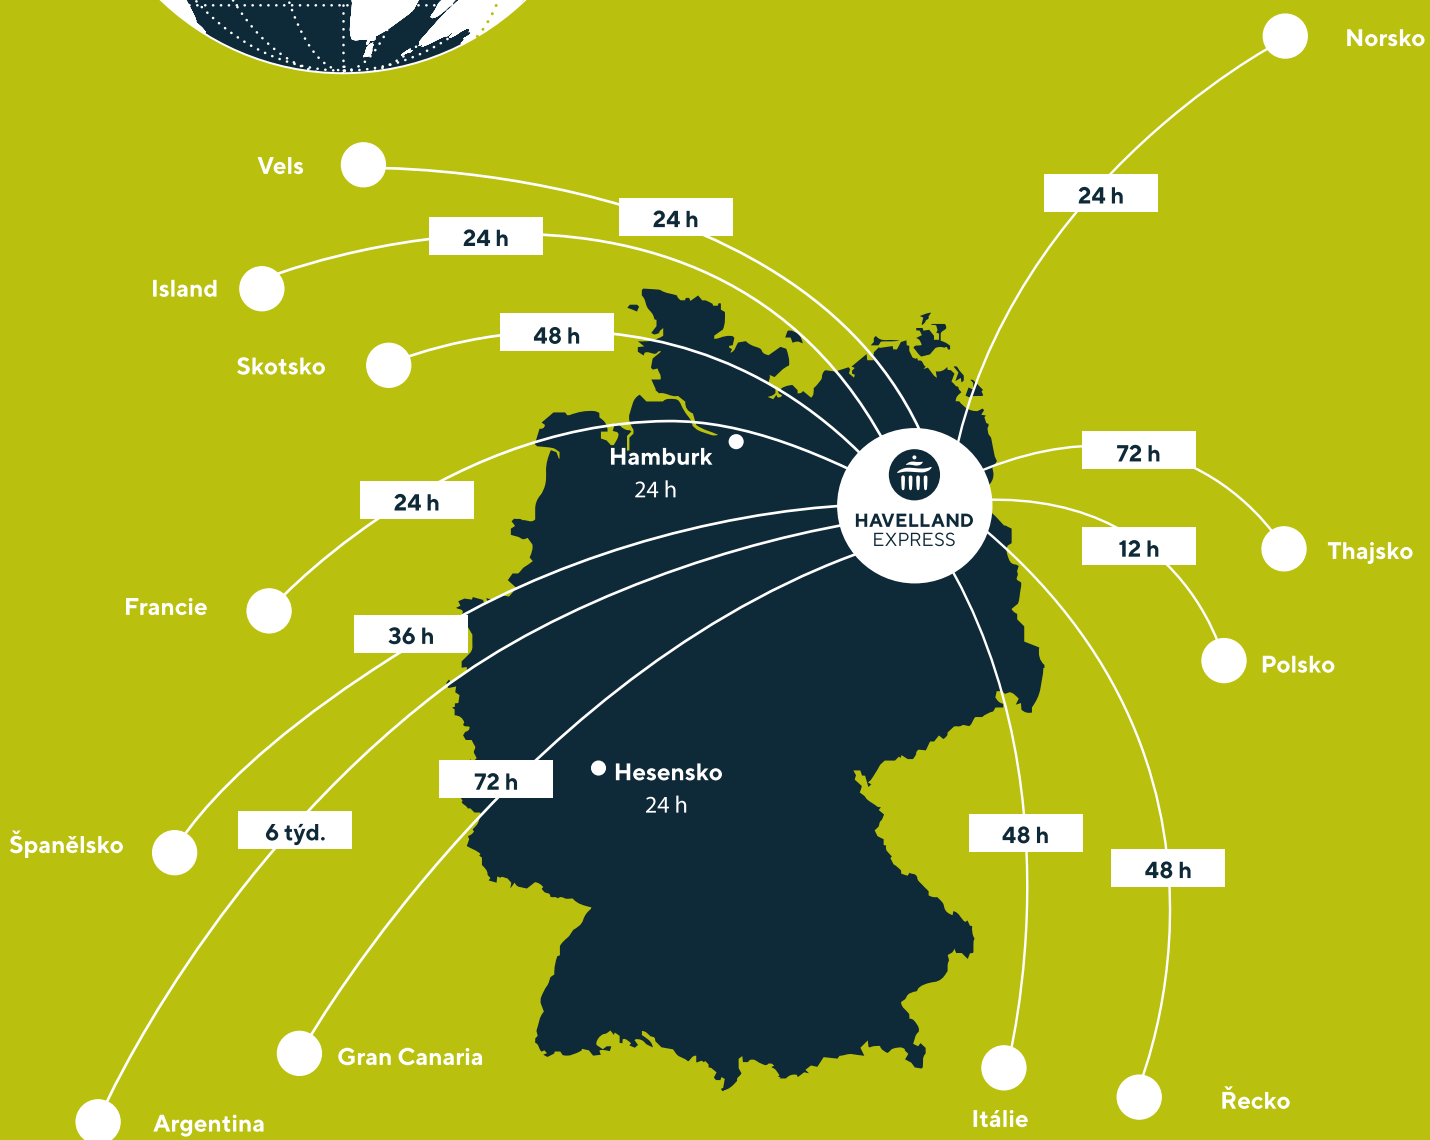 Norsko
Vels
24 h
24 h
24 h
Island
48 h
Skotsko
72 h
Hamburk
24 h
24 h
HAVELLAND
EXPRESS
12 h
Thajsko
Francie
36 h
Polsko
72 h
Hesensko
24 h
6 týd.
48 h
Španělsko
48 h
Gran Canaria
Řecko
Argentina
Itálie